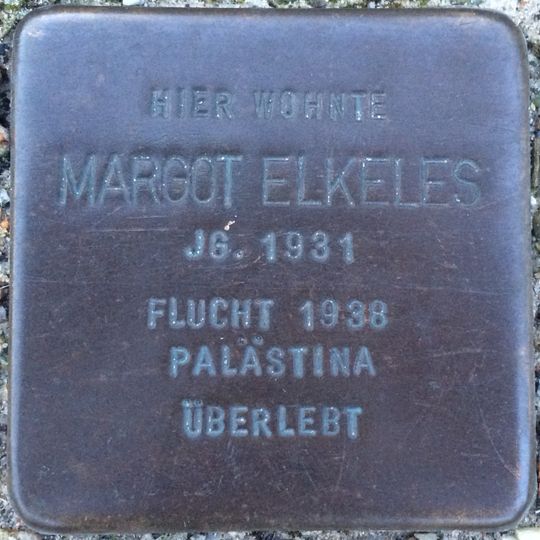 HIER WOHNTE
MARGOT ELKELES
JG. 1931
FLUCHT 1938
PALÄSTINA
ÜBERLEBT